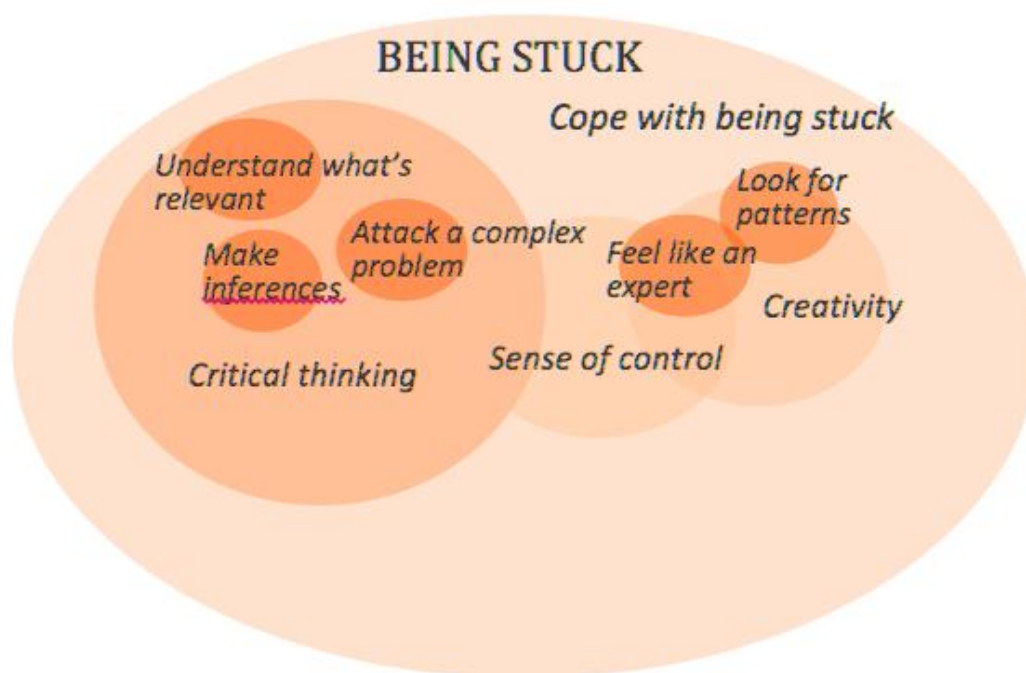 BEING STUCK
Cope with being stuck
Understand what's
relevant
Make
inferences
Attack a complex
problem
Critical thinking
Look for
patterns
Feel like an
expert
Creativity
Sense of control